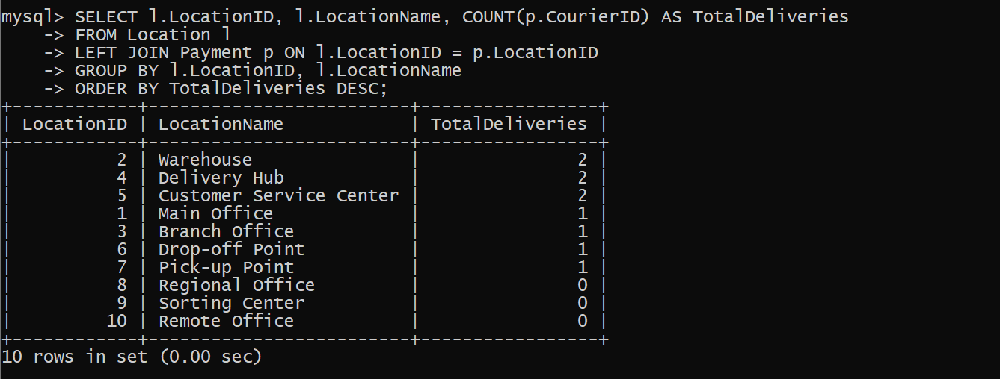 mysql> SELECT l.LocationID, l.LocationName, COUNT(p.CourierID) AS TotalDeliveries
    -> FROM Location l
    -> LEFT JOIN Payment p ON l.LocationID = p.LocationID
    -> GROUP BY l.LocationID, l.LocationName
    -> ORDER BY TotalDeliveries DESC;
+------------+-------------------------+-----------------+
| LocationID | LocationName            | TotalDeliveries |
+------------+-------------------------+-----------------+
|          2 | Warehouse               |               2 |
|          4 | Delivery Hub            |               2 |
|          5 | Customer Service Center |               2 |
|          1 | Main Office             |               1 |
|          3 | Branch Office           |               1 |
|          6 | Drop-off Point          |               1 |
|          7 | Pick-up Point           |               1 |
|          8 | Regional Office         |               0 |
|          9 | Sorting Center          |               0 |
|         10 | Remote Office           |               0 |
+------------+-------------------------+-----------------+
10 rows in set (0.00 sec)